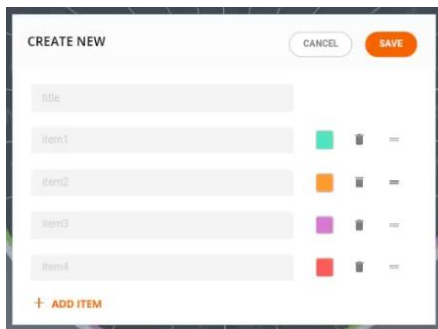 CREATE NEW CANCEL SAVE
title
item1
item2
item3
item4
+ ADD ITEM